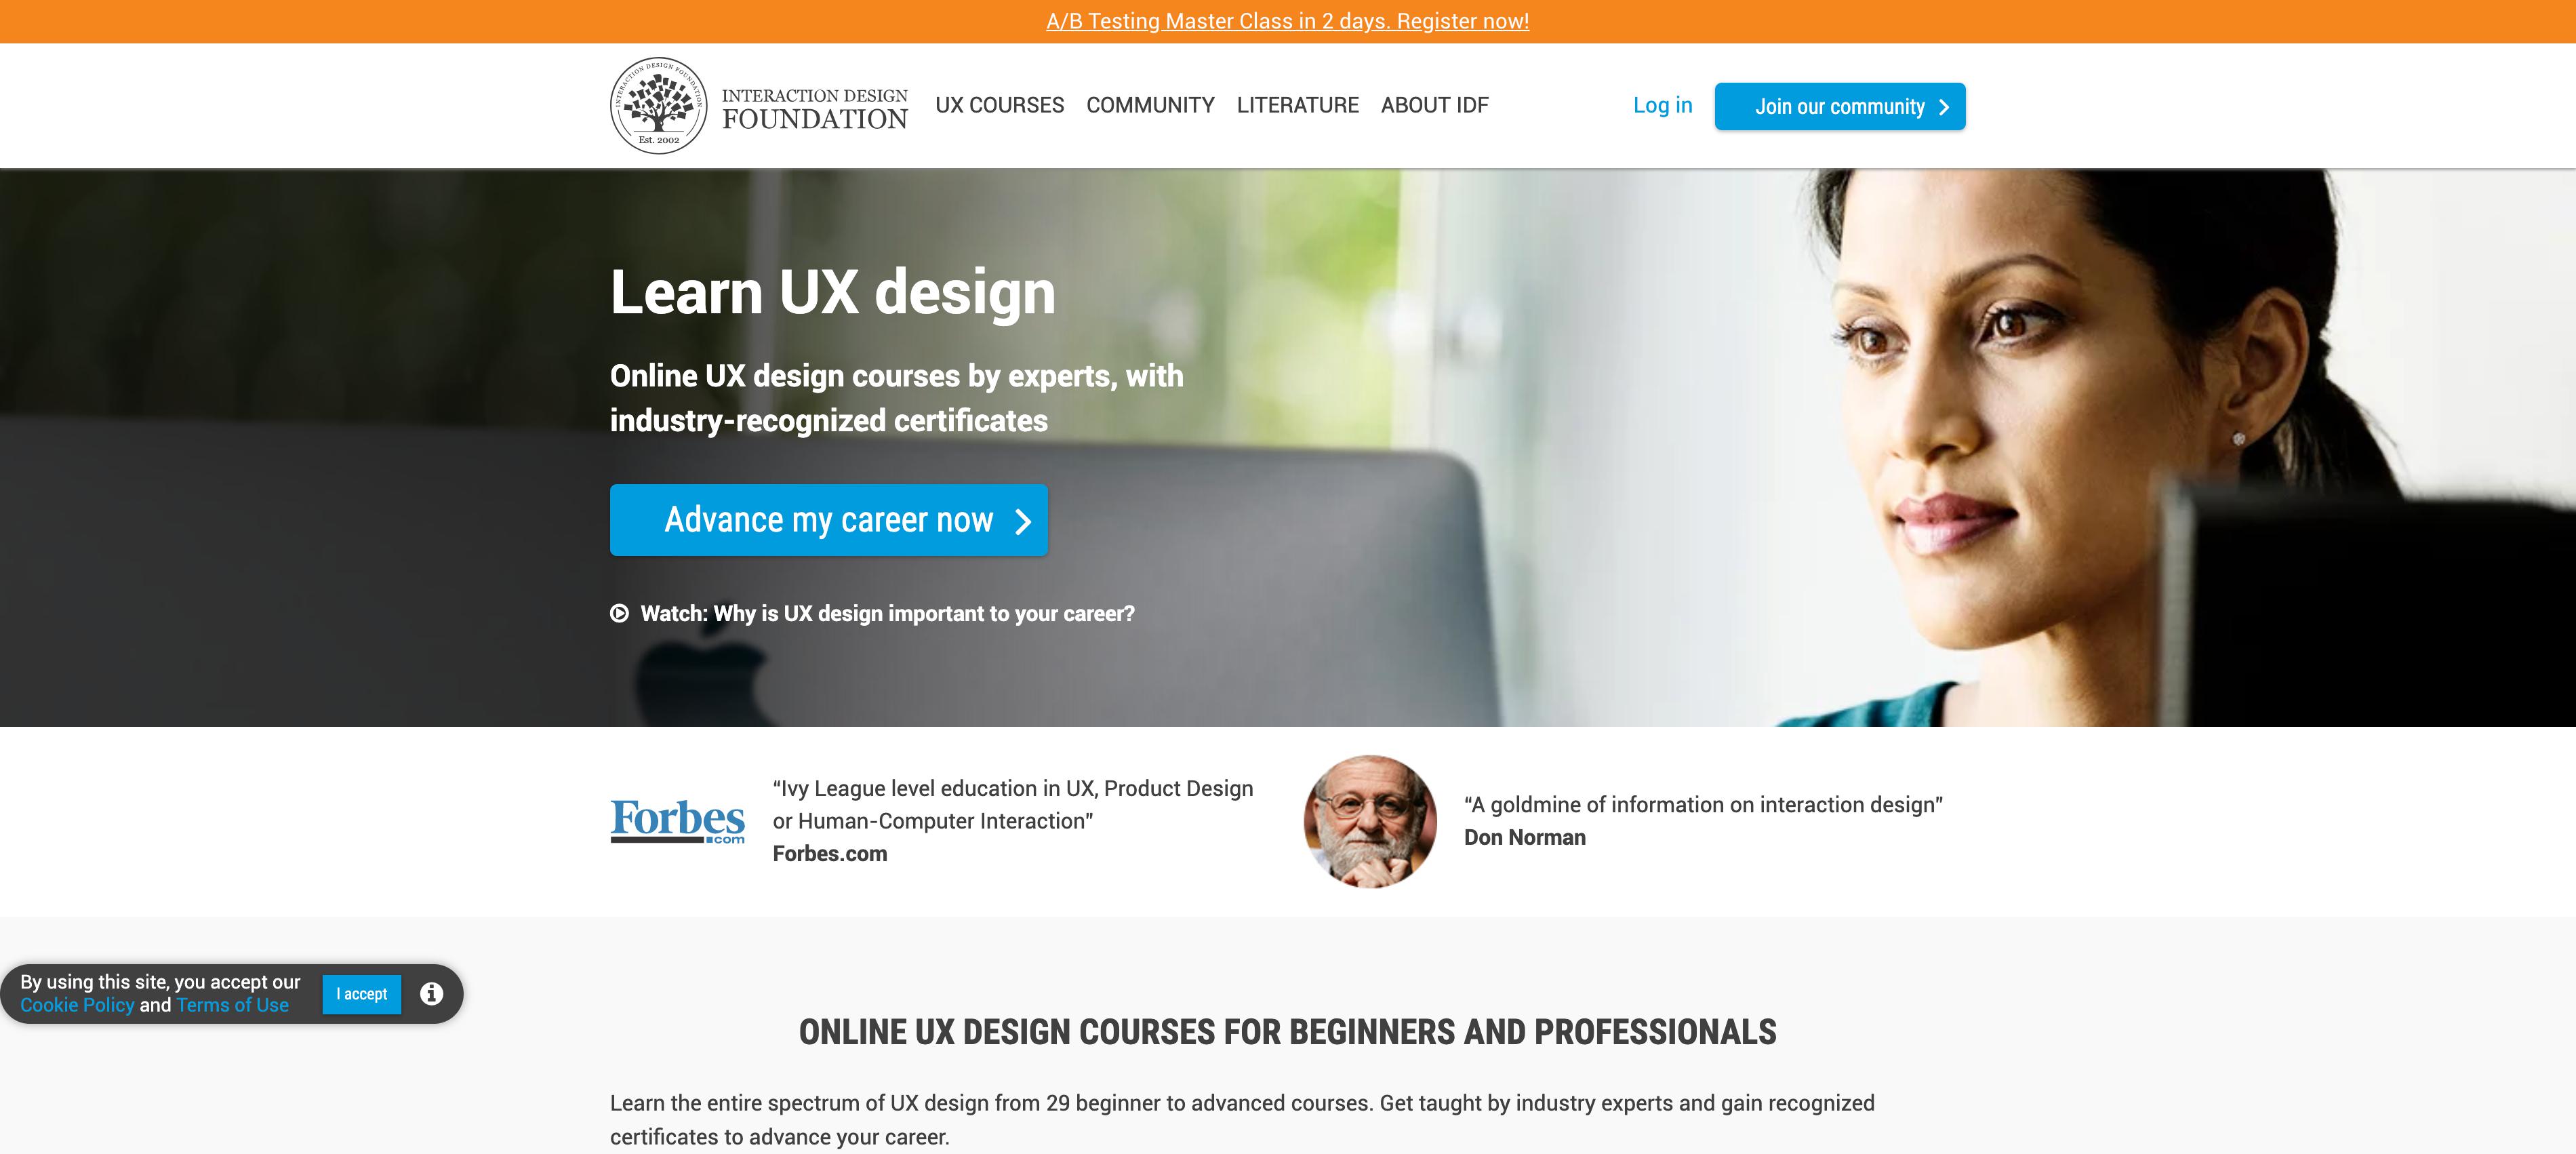 A/B Testing Master Class in 2 days. Register now!
INTERACTION DESIGN FOUNDATION
Est. 2002
INTERACTION DESIGN
FOUNDATION
UX COURSES
COMMUNITY
LITERATURE
ABOUT IDF
Log in
Join our community
Learn UX design
Online UX design courses by experts, with
industry-recognized certificates
Advance my career now
Watch: Why is UX design important to your career?
Forbes
.com
“Ivy League level education in UX, Product Design
or Human-Computer Interaction”
Forbes.com
“A goldmine of information on interaction design”
Don Norman
By using this site, you accept our
Cookie Policy and Terms of Use
I accept
ONLINE UX DESIGN COURSES FOR BEGINNERS AND PROFESSIONALS
Learn the entire spectrum of UX design from 29 beginner to advanced courses. Get taught by industry experts and gain recognized
certificates to advance your career.